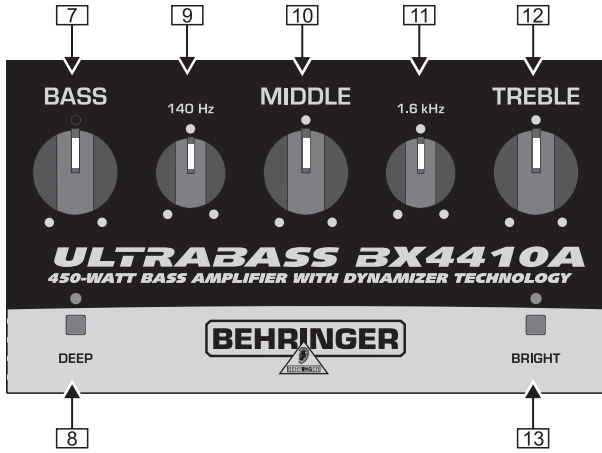 7 9 10 11 12
BASS 140 Hz MIDDLE 1.6 kHz TREBLE
ULTRABASS BX4410A
450-WATT BASS AMPLIFIER WITH DYNAMIZER TECHNOLOGY
BEHRINGER
BEHRINGER
DEEP BRIGHT
8 13